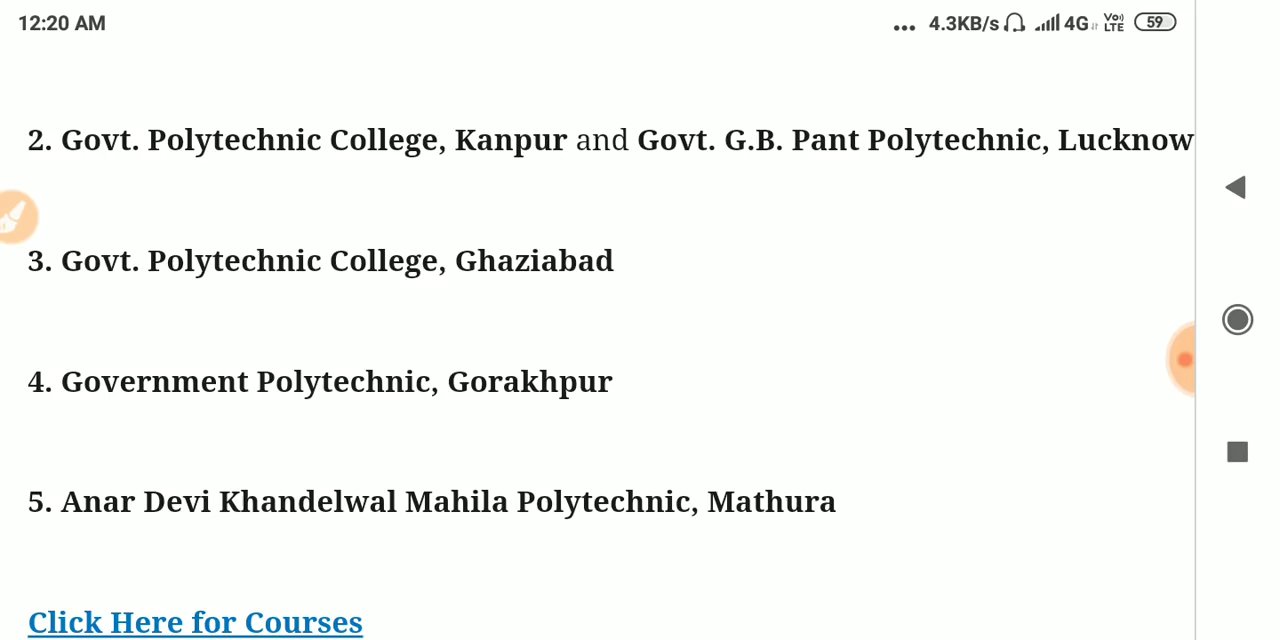 12:20 AM
... 4.3KB/s 4G Vo) LTE 59
2. Govt. Polytechnic College, Kanpur and Govt. G.B. Pant Polytechnic, Lucknow
3. Govt. Polytechnic College, Ghaziabad
4. Government Polytechnic, Gorakhpur
5. Anar Devi Khandelwal Mahila Polytechnic, Mathura
Click Here for Courses